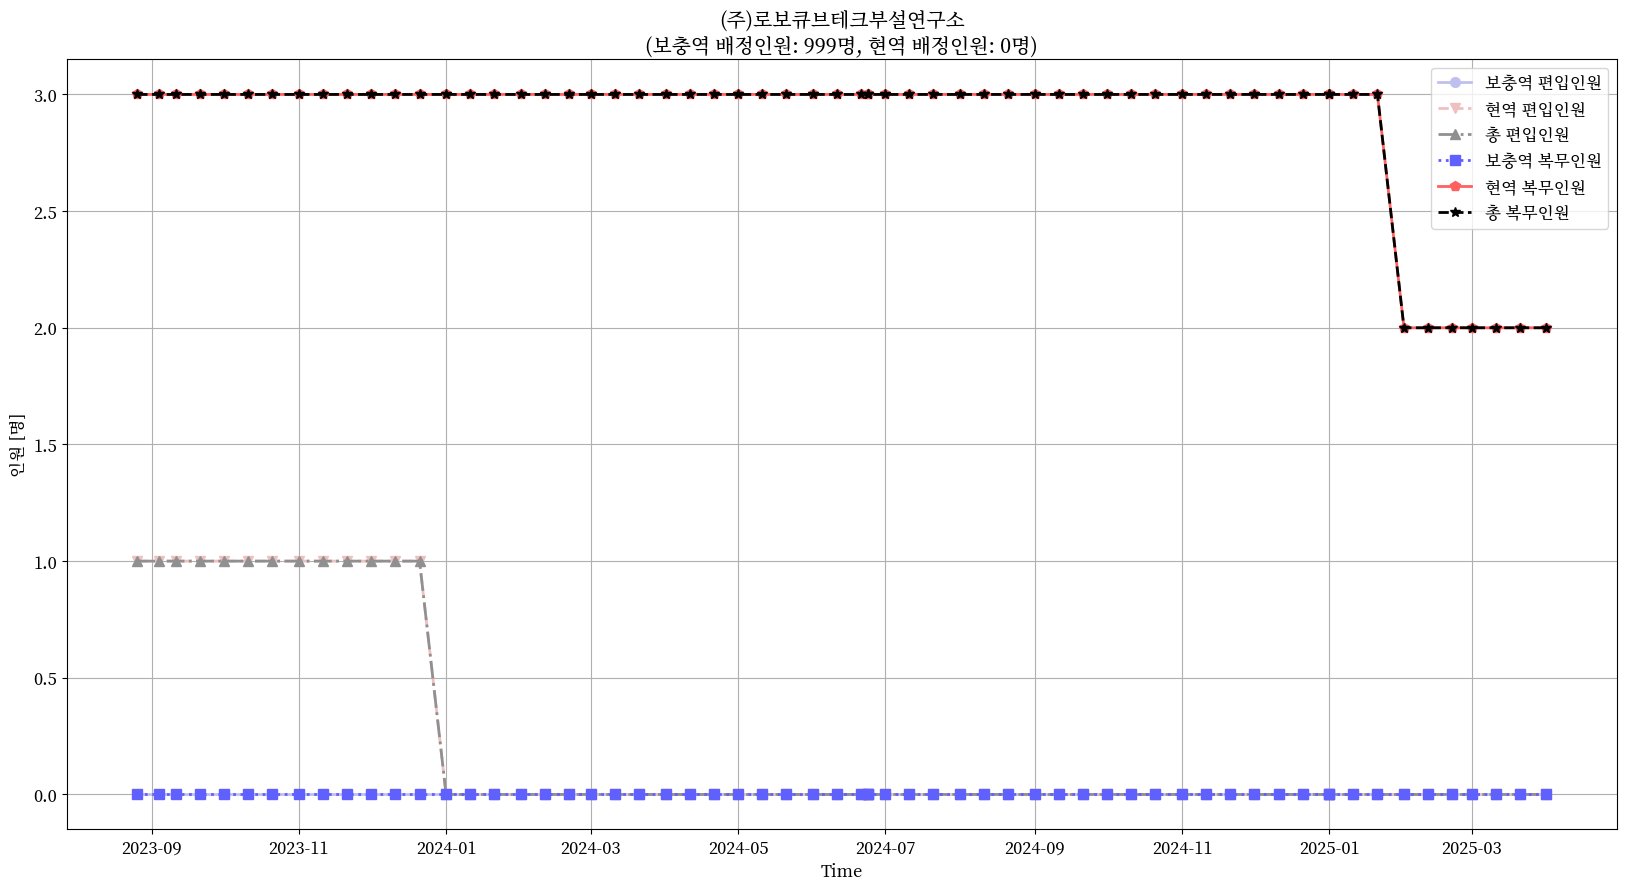 (주)로보큐브테크부설연구소
(보충역 배정인원: 999명, 현역 배정인원: 0명)
보충역 편입인원
현역 편입인원
총 편입인원
보충역 복무인원
현역 복무인원
총 복무인원
인원 [명]
3.0
2.5
2.0
1.5
1.0
0.5
0.0
2023-09 2023-11 2024-01 2024-03 2024-05 2024-07 2024-09 2024-11 2025-01 2025-03
Time